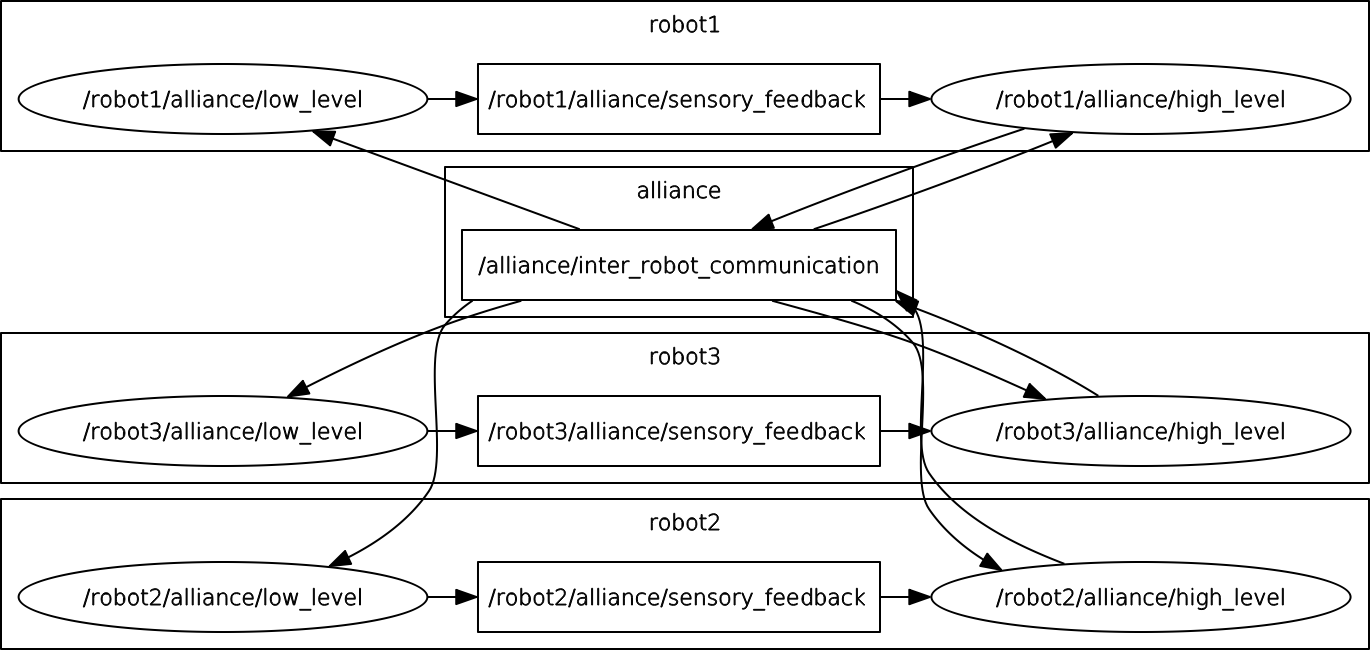 robot1
/robot1/alliance/low_level
/robot1/alliance/sensory_feedback
/robot1/alliance/high_level
alliance
/alliance/inter_robot_communication
robot3
/robot3/alliance/low_level
/robot3/alliance/sensory_feedback
/robot3/alliance/high_level
robot2
/robot2/alliance/low_level
/robot2/alliance/sensory_feedback
/robot2/alliance/high_level